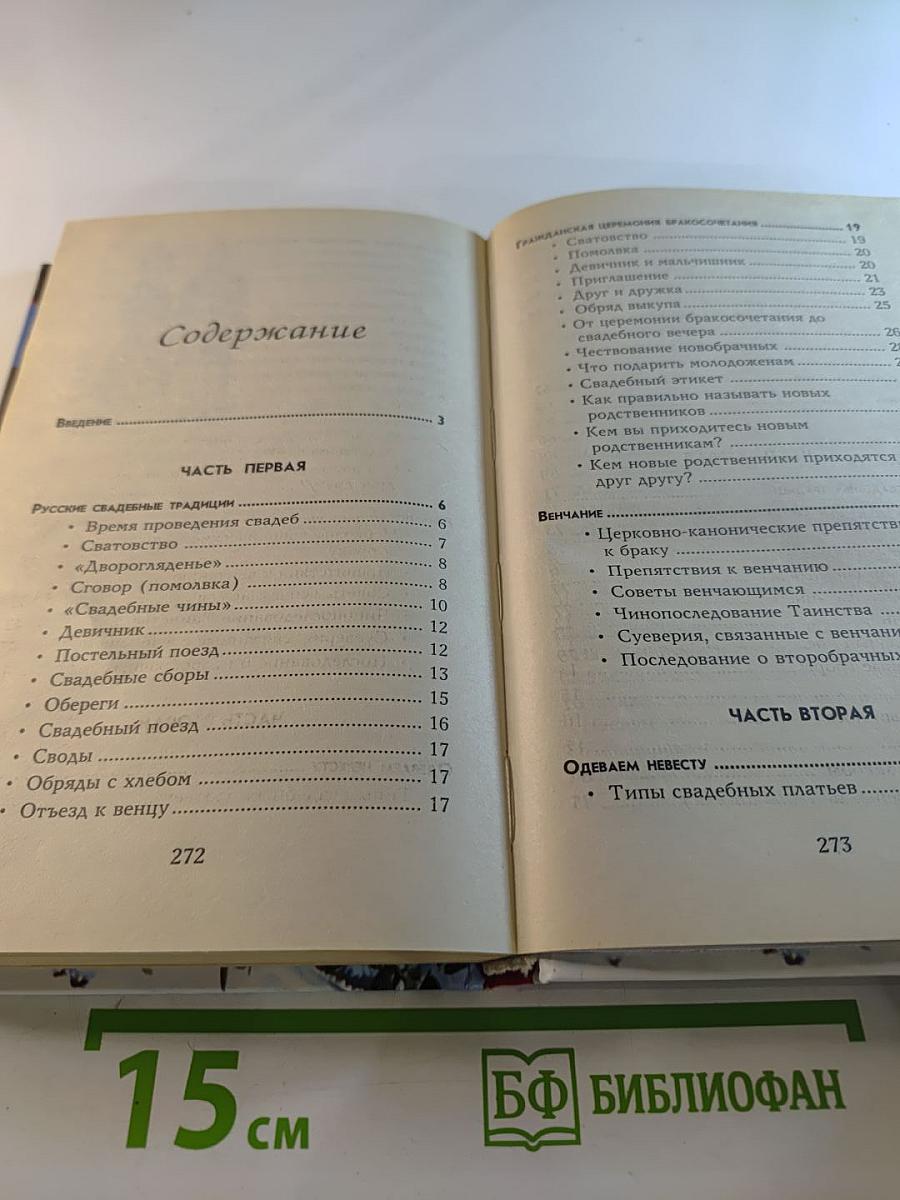 Содержание
Введение 3
ЧАСТЬ ПЕРВАЯ
Русские свадебные традиции 6
• Время проведения свадеб 6
• Сватовство 7
• «Дворогляденье» 8
• Сговор (помолвка) 8
• «Свадебные чины» 10
• Девичник 12
• Постельный поезд 12
• Свадебные сборы 13
• Обереги 15
• Свадебный поезд 16
• Своды 17
• Обряды с хлебом 17
• Отъезд к венцу 17
272
Гражданская церемония бракосочетания 19
• Сватовство 19
• Помолвка 20
• Девичник и мальчишник 20
• Приглашение 21
• Друг и дружка 23
• Обряд выкупа 25
• От церемонии бракосочетания до
свадебного вечера 26
• Чествование новобрачных
• Что подарить молодоженам
• Свадебный этикет
• Как правильно называть новых
родственников
• Кем вы приходитесь новым
родственникам?
• Кем новые родственники приходятся
друг другу?
Венчание
• Церковно-канонические препятств
к браку
• Препятствия к венчанию
• Советы венчающимся
• Чинопоследование Таинства
• Суеверия, связанные с венчани
• Последование о второбрачных
ЧАСТЬ ВТОРАЯ
Одеваем невесту
• Типы свадебных платьев
273
15 см
БФ БИБЛИОФАН